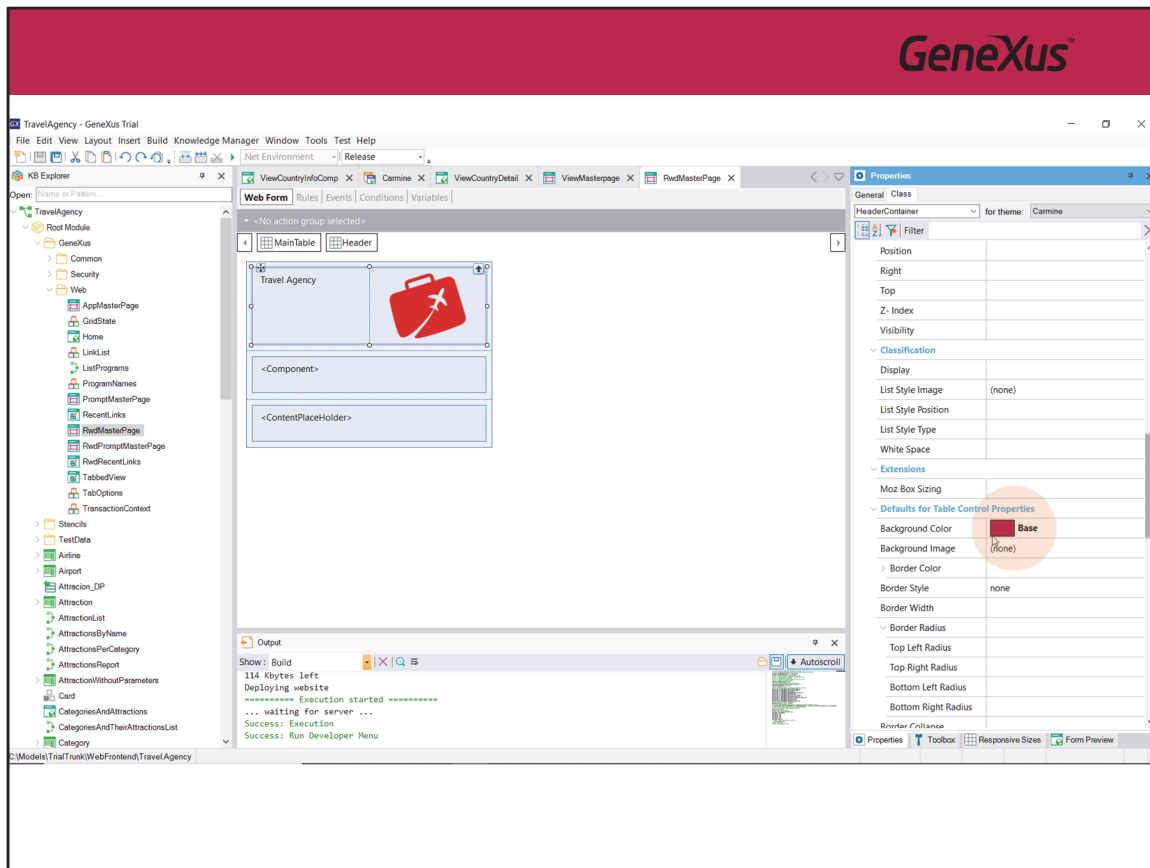 GeneXus™
GX TravelAgency - GeneXus Trial
File Edit View Layout Insert Build Knowledge Manager Window Tools Test Help
.Net Environment Release
KB Explorer
Open: Name or Pattern...
TravelAgency
Root Module
GeneXus
Common
Security
Web
AppMasterPage
GridState
Home
LinkList
ListPrograms
ProgramNames
PromptMasterPage
RecentLinks
RwdMasterPage
RwdPromptMasterPage
RwdRecentLinks
TabbedView
TabOptions
TransactionContext
Stencils
TestData
Airline
Airport
Attracion_DP
Attraction
AttractionList
AttractionsByName
AttractionsPerCategory
AttractionsReport
AttractionWithoutParameters
Card
CategoriesAndAttractions
CategoriesAndTheirAttractionsList
Category
ViewCountryInfoComp Carmine ViewCountryDetail ViewMasterpage RwdMasterPage
Web Form Rules Events Conditions Variables
<No action group selected>
MainTable Header
Travel Agency
<Component>
<ContentPlaceHolder>
Output
Show: Build Autoscroll
114 Kbytes left
Deploying website
========== Execution started ==========
... waiting for server ...
Success: Execution
Success: Run Developer Menu
Properties
General Class
HeaderContainer for theme: Carmine
Filter
Position
Right
Top
Z- Index
Visibility
Classification
Display
List Style Image (none)
List Style Position
List Style Type
White Space
Extensions
Moz Box Sizing
Defaults for Table Control Properties
Background Color Base
Background Image (none)
Border Color
Border Style none
Border Width
Border Radius
Top Left Radius
Top Right Radius
Bottom Left Radius
Bottom Right Radius
Border Collapse
Properties Toolbox Responsive Sizes Form Preview
C:\Models\TrialTrunk\WebFrontend\TravelAgency